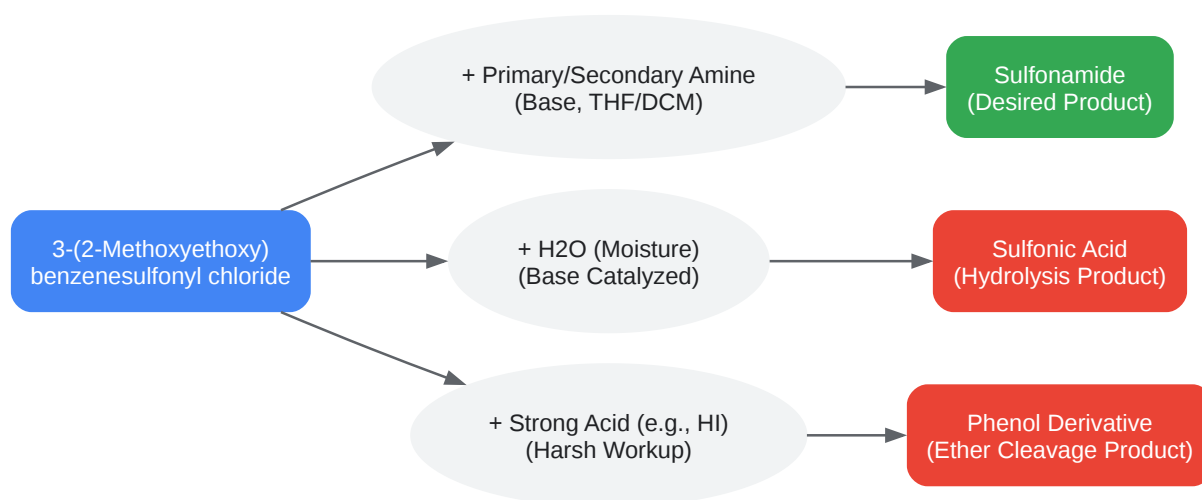 + Primary/Secondary Amine
(Base, THF/DCM)
Sulfonamide
(Desired Product)
3-(2-Methoxyethoxy)
benzenesulfonyl chloride
+ H2O (Moisture)
(Base Catalyzed)
Sulfonic Acid
(Hydrolysis Product)
+ Strong Acid (e.g., HI)
(Harsh Workup)
Phenol Derivative
(Ether Cleavage Product)